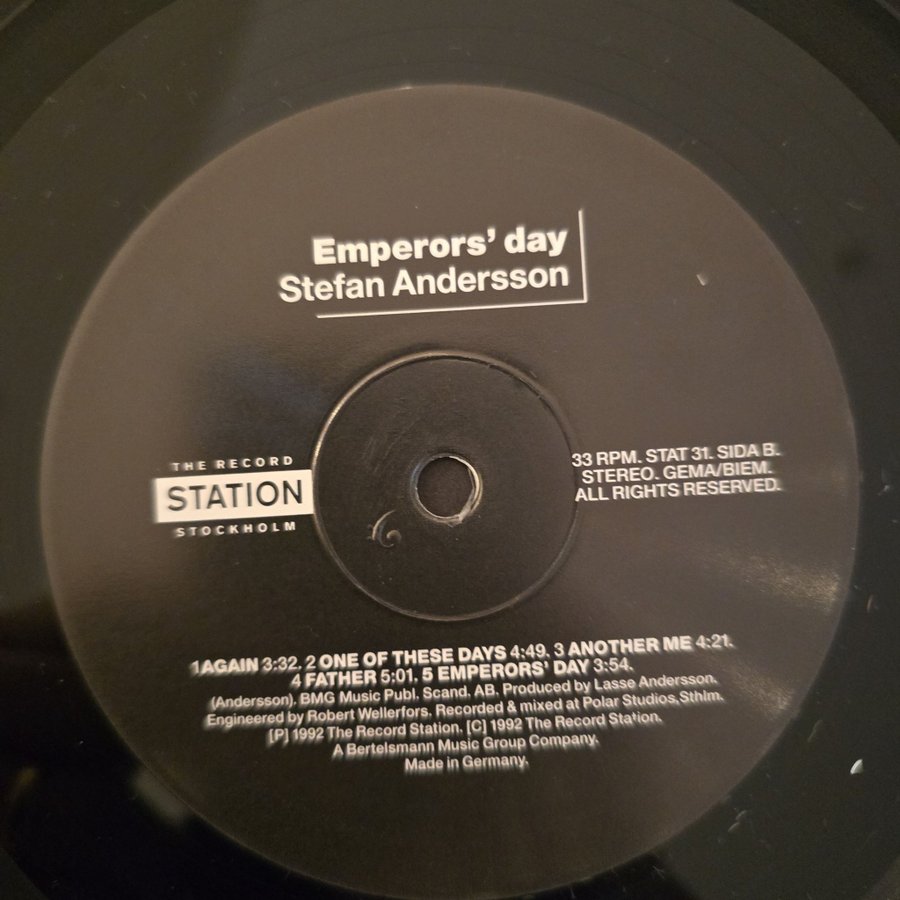 Emperors' day
Stefan Andersson
THE RECORD
STATION
STOCKHOLM
33 RPM. STAT 31. SIDA B.
STEREO. GEMA/BIEM.
ALL RIGHTS RESERVED.
1 AGAIN 3:32. 2 ONE OF THESE DAYS 4:49. 3 ANOTHER ME 4:21.
4 FATHER 5:01. 5 EMPERORS' DAY 3:54.
(Andersson). BMG Music Publ. Scand. AB. Produced by Lasse Andersson.
Engineered by Robert Wellerfors. Recorded & mixed at Polar Studios, Sthlm.
[P] 1992 The Record Station. [C] 1992 The Record Station.
A Bertelsmann Music Group Company.
Made in Germany.